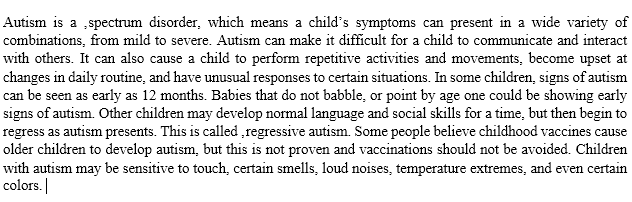 Autism is a ,spectrum disorder, which means a child’s symptoms can present in a wide variety of
combinations, from mild to severe. Autism can make it difficult for a child to communicate and interact
with others. It can also cause a child to perform repetitive activities and movements, become upset at
changes in daily routine, and have unusual responses to certain situations. In some children, signs of autism
can be seen as early as 12 months. Babies that do not babble, or point by age one could be showing early
signs of autism. Other children may develop normal language and social skills for a time, but then begin to
regress as autism presents. This is called ,regressive autism. Some people believe childhood vaccines cause
older children to develop autism, but this is not proven and vaccinations should not be avoided. Children
with autism may be sensitive to touch, certain smells, loud noises, temperature extremes, and even certain
colors.